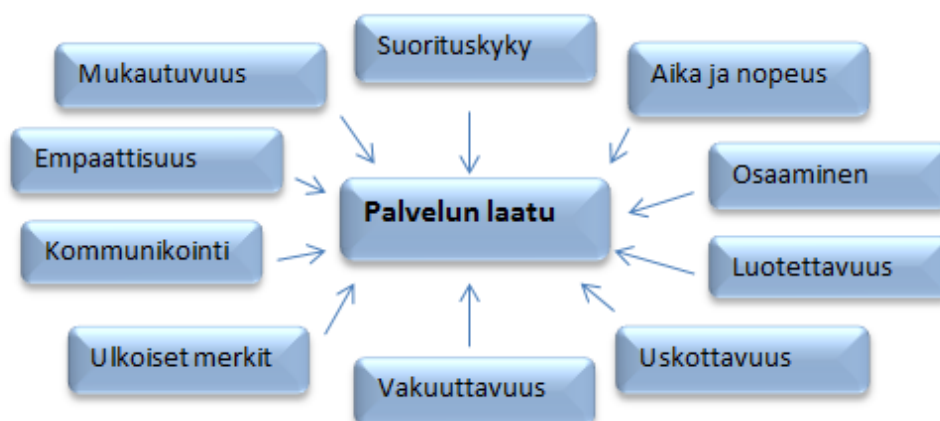 Suorituskyky
Mukautuvuus
Aika ja nopeus
Empaattisuus
Osaaminen
Palvelun laatu
Kommunikointi
Luotettavuus
Ulkoiset merkit
Uskottavuus
Vakuuttavuus